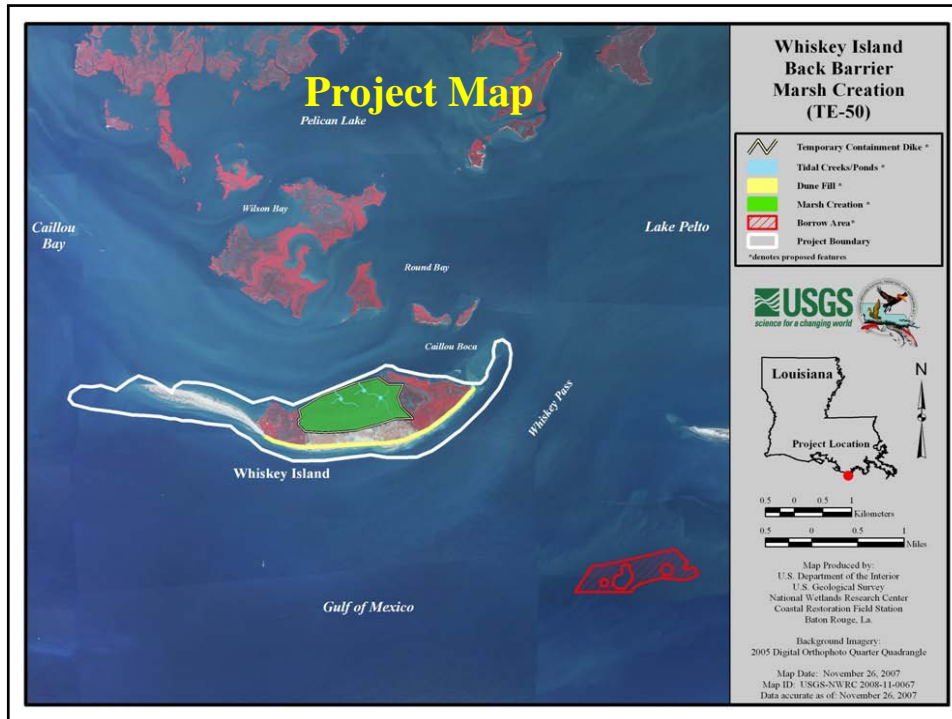 Project Map
Pelican Lake
Wilson Bay
Caillou
Bay
Lake Pelto
Round Bay
Caillou Boca
Whiskey Pass
Whiskey Island
Gulf of Mexico
Whiskey Island
Back Barrier
Marsh Creation
(TE-50)
Temporary Containment Dike *
Tidal Creeks/Ponds *
Dune Fill *
Marsh Creation *
Borrow Area*
Project Boundary
*denotes proposed features
USGS
science for a changing world
Louisiana
N
Project Location
0.5 0 0.5 1
Kilometers
0.5 0 0.5 1
Miles
Map Produced by:
U.S. Department of the Interior
U.S. Geological Survey
National Wetlands Research Center
Coastal Restoration Field Station
Baton Rouge, La.
Background Imagery:
2005 Digital Orthophoto Quarter Quadrangle
Map Date: November 26, 2007
Map ID: USGS-NWRC 2008-11-0067
Data accurate as of: November 26, 2007